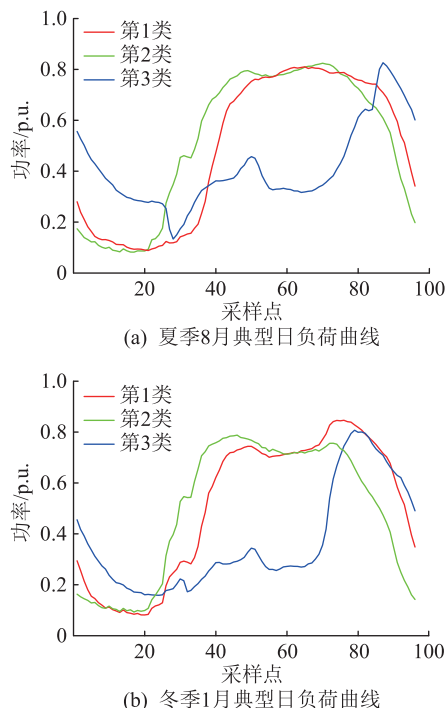 1.0
0.8
0.6
0.4
0.2
0
功率/p.u.
第1类
第2类
第3类
20
40
60
80
100
采样点
(a) 夏季8月典型日负荷曲线
1.0
0.8
0.6
0.4
0.2
0
功率/p.u.
第1类
第2类
第3类
20
40
60
80
100
采样点
(b) 冬季1月典型日负荷曲线